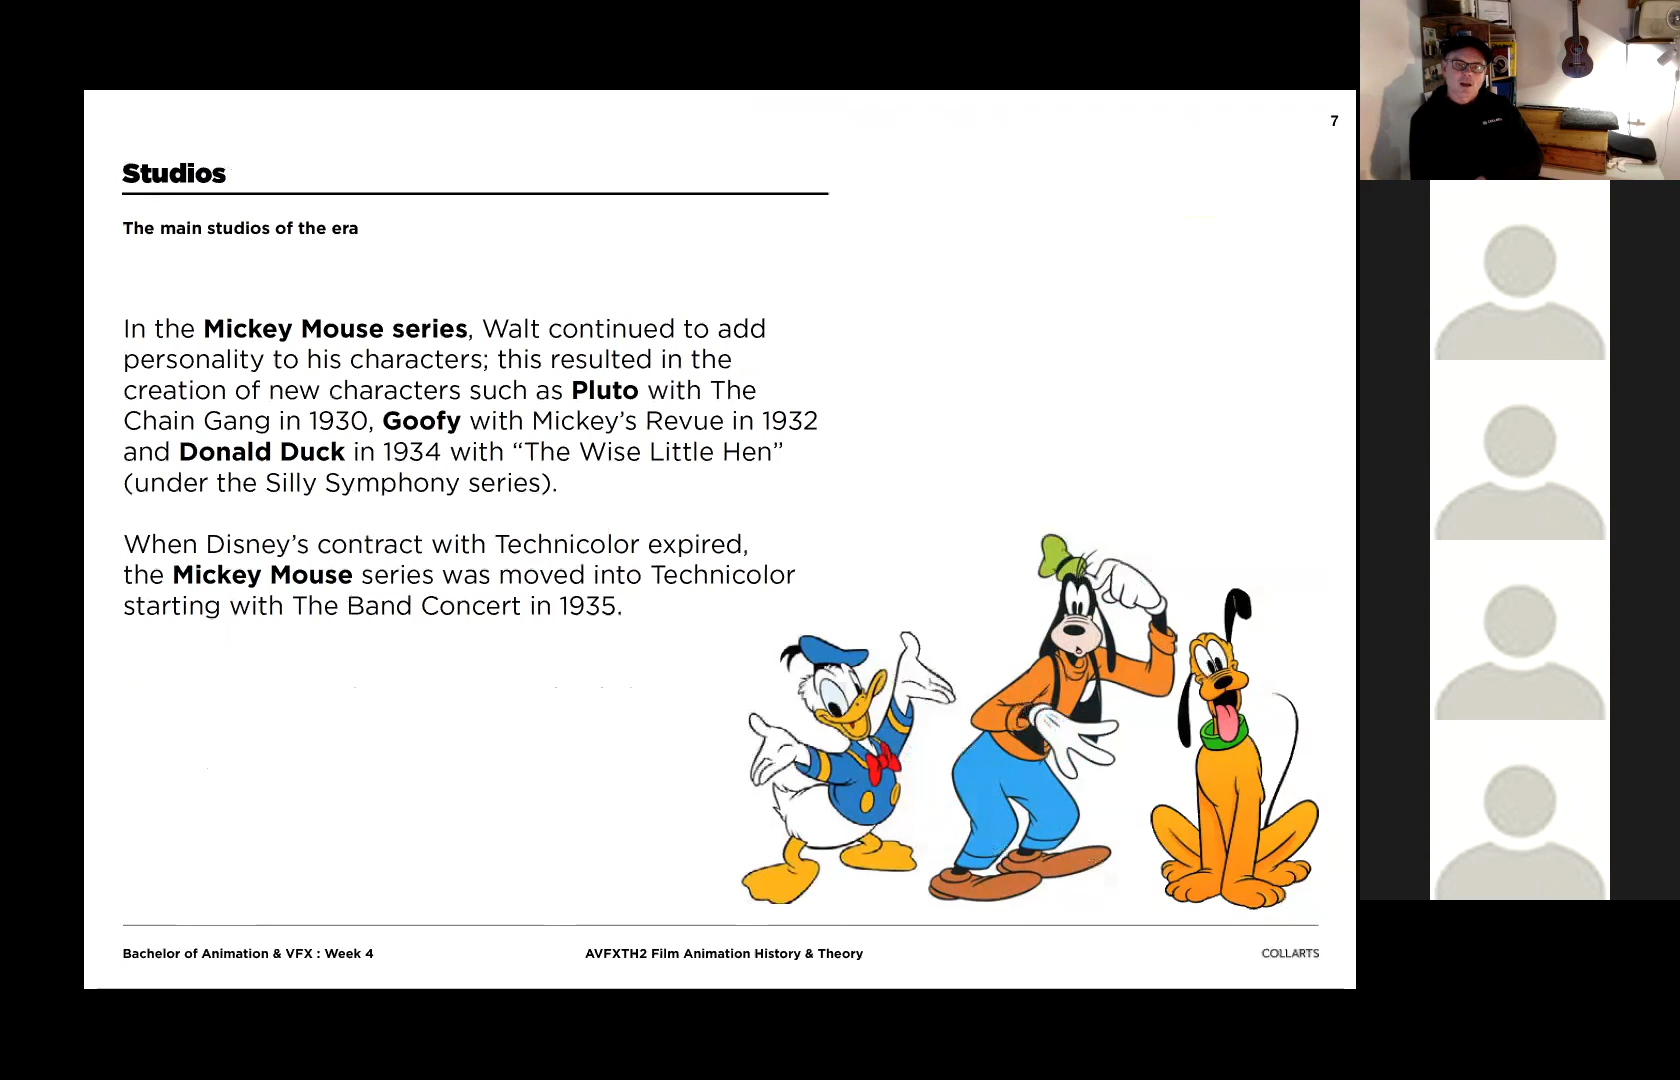 7
Studios
The main studios of the era
In the Mickey Mouse series, Walt continued to add
personality to his characters; this resulted in the
creation of new characters such as Pluto with The
Chain Gang in 1930, Goofy with Mickey’s Revue in 1932
and Donald Duck in 1934 with “The Wise Little Hen”
(under the Silly Symphony series).
When Disney’s contract with Technicolor expired,
the Mickey Mouse series was moved into Technicolor
starting with The Band Concert in 1935.
Bachelor of Animation & VFX : Week 4
AVFXTH2 Film Animation History & Theory
COLLARTS